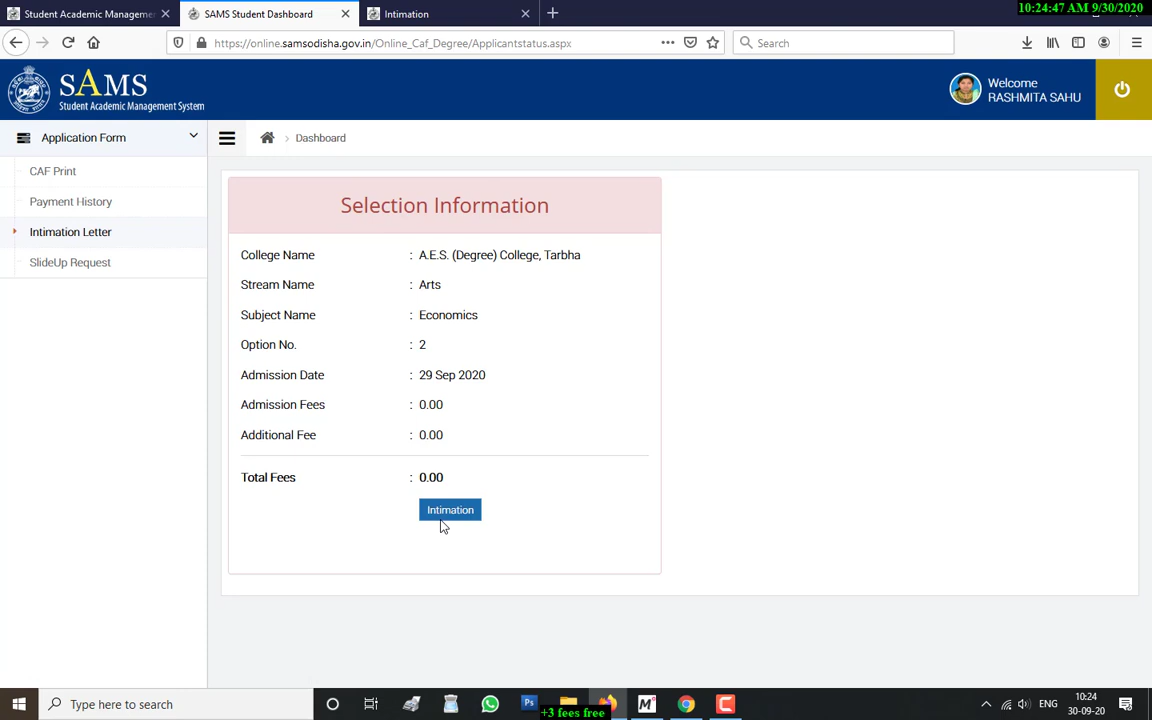 Student Academic Manageme
SAMS Student Dashboard
Intimation
10:24:47 AM 9/30/2020
https://online.samsodisha.gov.in/Online_Caf_Degree/Applicantstatus.aspx
Search
SAMS
Student Academic Management System
Welcome
RASHMITA SAHU
Application Form
Dashboard
CAF Print
Payment History
Intimation Letter
SlideUp Request
Selection Information
College Name : A.E.S. (Degree) College, Tarbha
Stream Name : Arts
Subject Name : Economics
Option No. : 2
Admission Date : 29 Sep 2020
Admission Fees : 0.00
Additional Fee : 0.00
Total Fees : 0.00
Intimation
Type here to search
Ps
+3 fees free
M
ENG
10:24
30-09-20